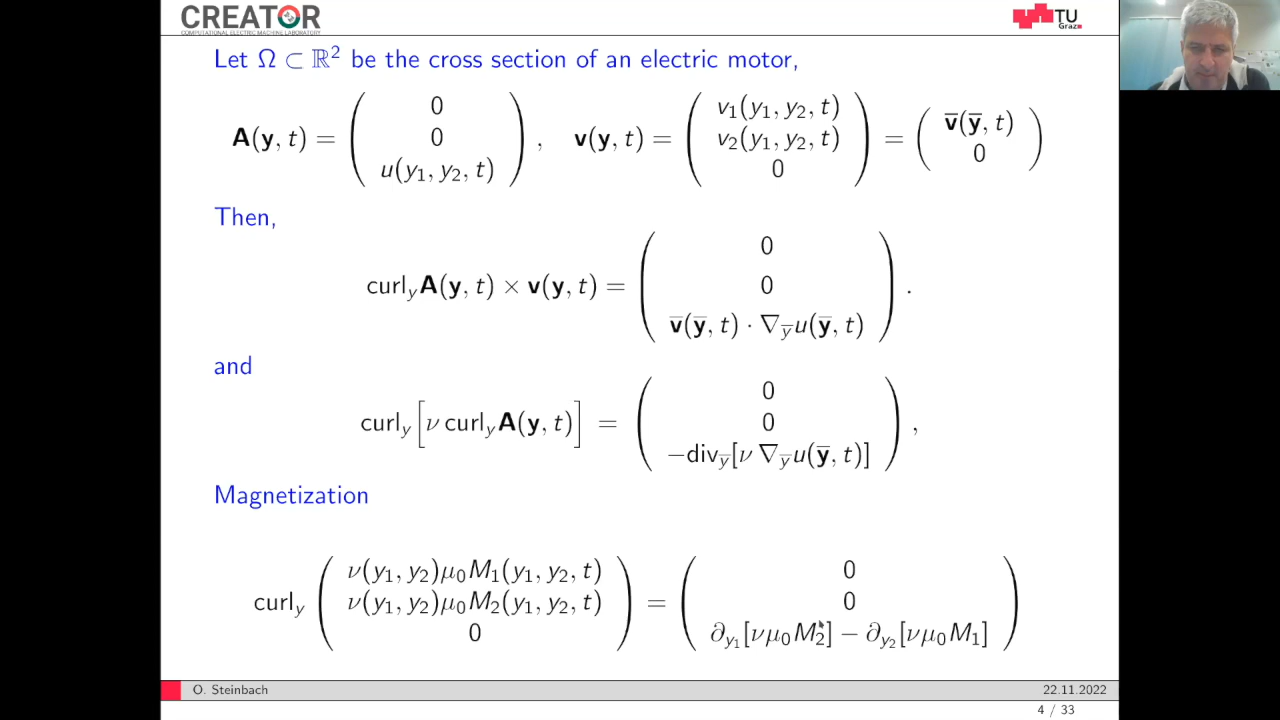 CREATOR
COMPUTATIONAL ELECTRIC MACHINE LABORATORY
TU
Graz
Let Ω ⊂ ℝ² be the cross section of an electric motor,
A(y, t) = ( 0 0 u(y₁, y₂, t) ) , v(y, t) = ( v₁(y₁, y₂, t) v₂(y₁, y₂, t) 0 ) = ( v̅(y̅, t) 0 )
Then,
curl_y A(y, t) × v(y, t) = ( 0 0 v̅(y̅, t) · ∇_y̅ u(y̅, t) ) .
and
curl_y [ν curl_y A(y, t)] = ( 0 0 −div_y̅[ν ∇_y̅ u(y̅, t)] ) ,
Magnetization
curl_y ( ν(y₁, y₂)μ₀M₁(y₁, y₂, t) ν(y₁, y₂)μ₀M₂(y₁, y₂, t) 0 ) = ( 0 0 ∂_y₁[νμ₀M₂] − ∂_y₂[νμ₀M₁] )
O. Steinbach
22.11.2022
4 / 33